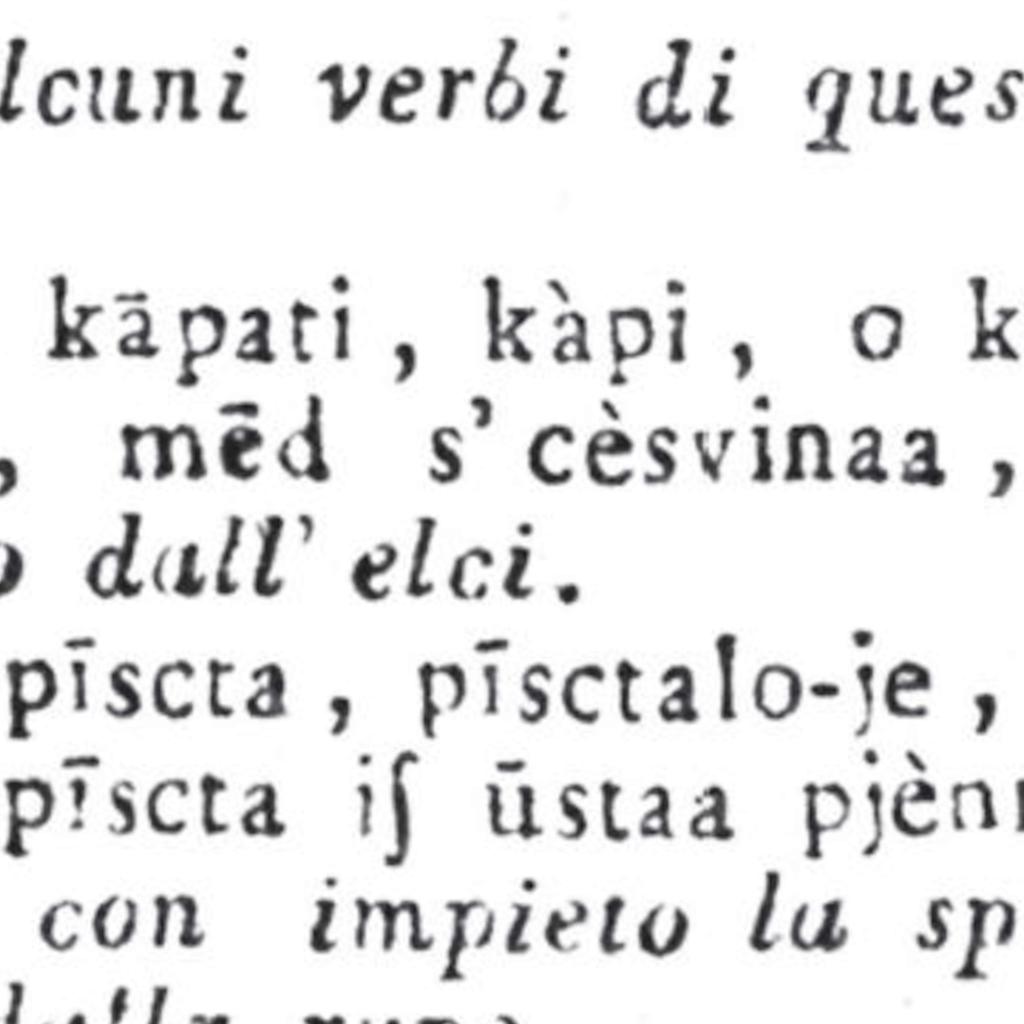 lcuni verbi di ques
kāpati, kàpi, o k
, mēd s' cèsvinaa,
o dall' elci.
pīscta, pīsctalo-je,
pīscta iſ ūstaa pjèn
con impieto la sp